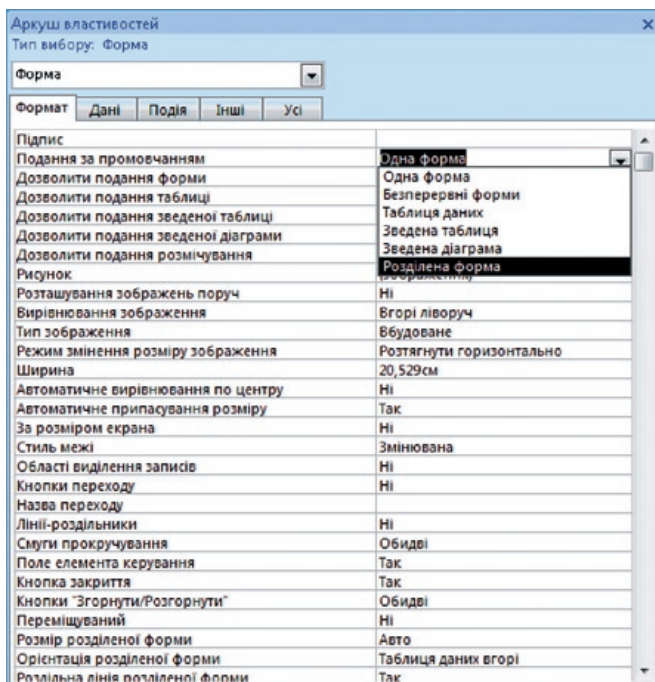 Аркуш властивостей
Тип вибору: Форма
Форма
Формат Дані Подія Інші Усі
Підпис
Подання за промовчанням Одна форма
Дозволити подання форми Одна форма
Дозволити подання таблиці Безперервні форми
Дозволити подання зведеної таблиці Таблиця даних
Дозволити подання зведеної діаграми Зведена таблиця
Дозволити подання розмічування Зведена діаграма
Рисунок Розділена форма
Розташування зображень поруч Ні
Вирівнювання зображення Вгорі ліворуч
Тип зображення Вбудоване
Режим змінення розміру зображення Розтягнути горизонтально
Ширина 20,529см
Автоматичне вирівнювання по центру Ні
Автоматичне припасування розміру Так
За розміром екрана Ні
Стиль межі Змінювана
Області виділення записів Ні
Кнопки переходу Ні
Назва переходу
Лінії-роздільники Ні
Смуги прокручування Обидві
Поле елемента керування Так
Кнопка закриття Так
Кнопки "Згорнути/Розгорнути" Обидві
Переміщуваний Ні
Розмір розділеної форми Авто
Орієнтація розділеної форми Таблиця даних вгорі
Роздільна лінія розділеної форми Так